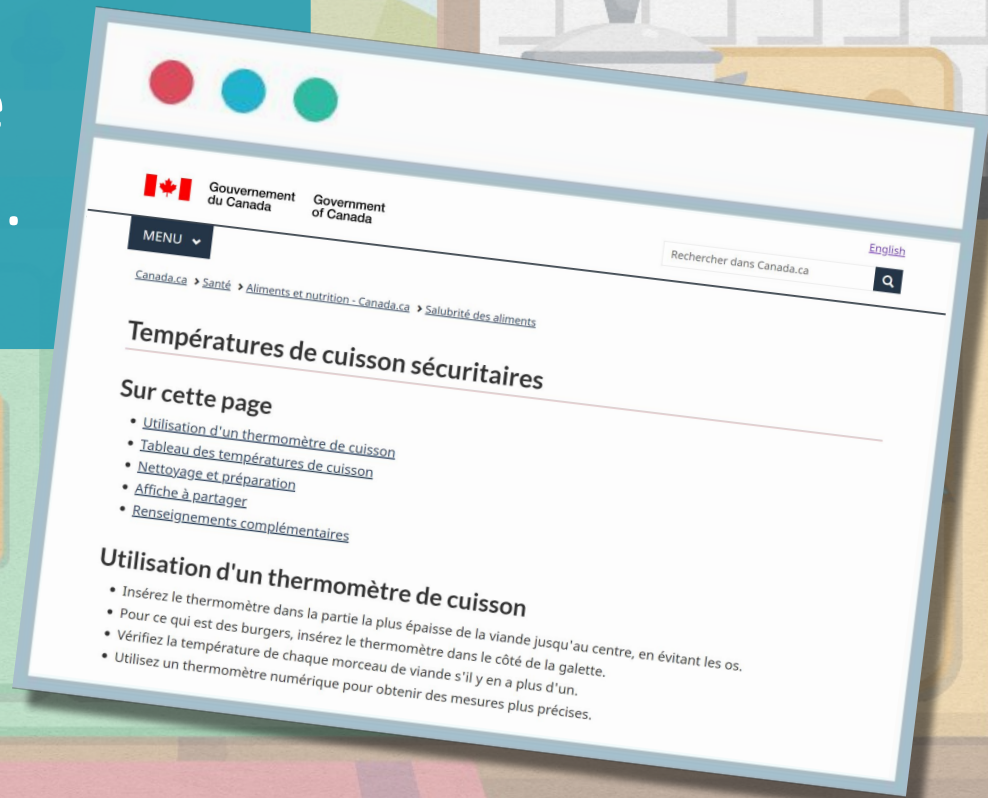 Gouvernement
du Canada
Government
of Canada
English
MENU
Rechercher dans Canada.ca
Canada.ca > Santé > Aliments et nutrition - Canada.ca > Salubrité des aliments
Températures de cuisson sécuritaires
Sur cette page
• Utilisation d'un thermomètre de cuisson
• Tableau des températures de cuisson
• Nettoyage et préparation
• Affiche à partager
• Renseignements complémentaires
Utilisation d'un thermomètre de cuisson
• Insérez le thermomètre dans la partie la plus épaisse de la viande jusqu'au centre, en évitant les os.
• Pour ce qui est des burgers, insérez le thermomètre dans le côté de la galette.
• Vérifiez la température de chaque morceau de viande s'il y en a plus d'un.
• Utilisez un thermomètre numérique pour obtenir des mesures plus précises.